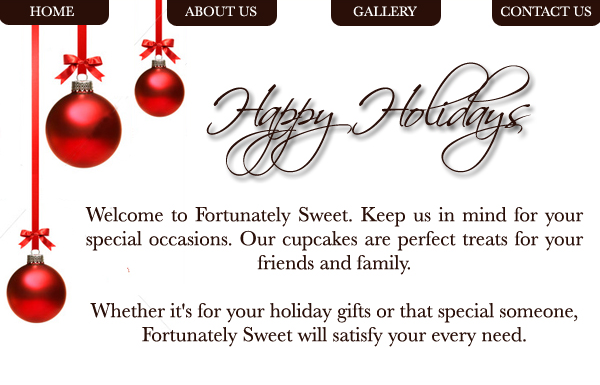 HOME ABOUT US GALLERY CONTACT US
Happy Holidays
Welcome to Fortunately Sweet. Keep us in mind for your
special occasions. Our cupcakes are perfect treats for your
friends and family.
Whether it's for your holiday gifts or that special someone,
Fortunately Sweet will satisfy your every need.